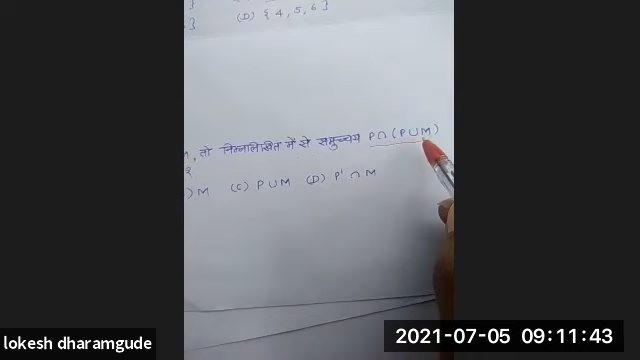 }
(D) { 4, 5, 6 }
M, तो निम्नलिखित में से समुच्चय P ∩ ( P ∪ M )
) M (C) P ∪ M (D) P' ∩ M
lokesh dharamgude
2021-07-05 09:11:43